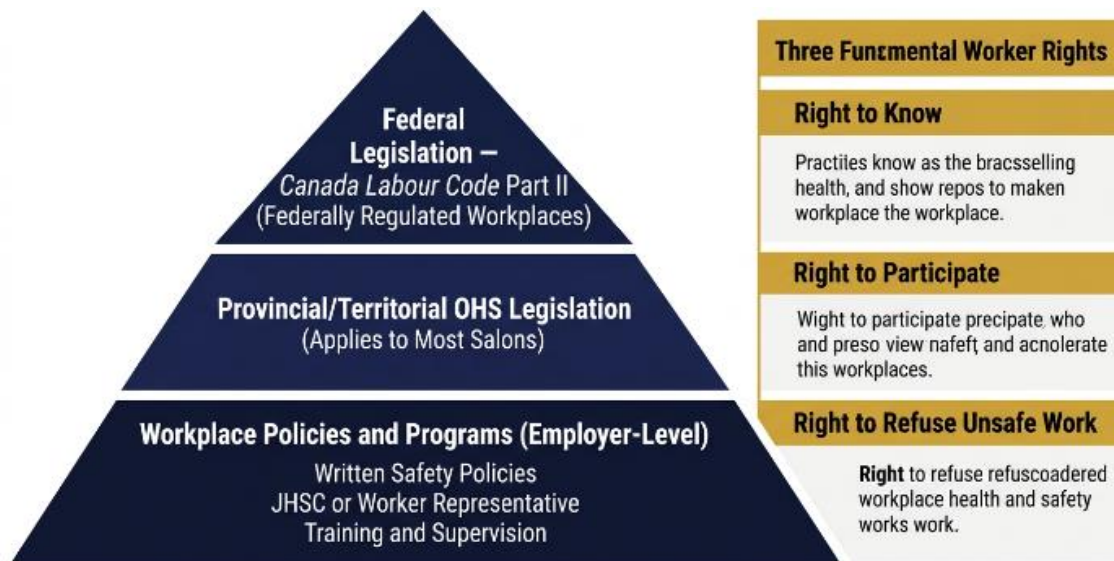 Federal
Legislation —
Canada Labour Code Part II
(Federally Regulated Workplaces)
Provincial/Territorial OHS Legislation
(Applies to Most Salons)
Workplace Policies and Programs (Employer-Level)
Written Safety Policies
JHSC or Worker Representative
Training and Supervision
Three Funɛmental Worker Rights
Right to Know
Practiles know as the bracsselling
health, and show repos to maken
workplace the workplace.
Right to Participate
Wight to participate precipate, who
and preso view nafeft, and acnolerate
this workplaces.
Right to Refuse Unsafe Work
Right to refuse refuscoadered
workplace health and safety
works work.